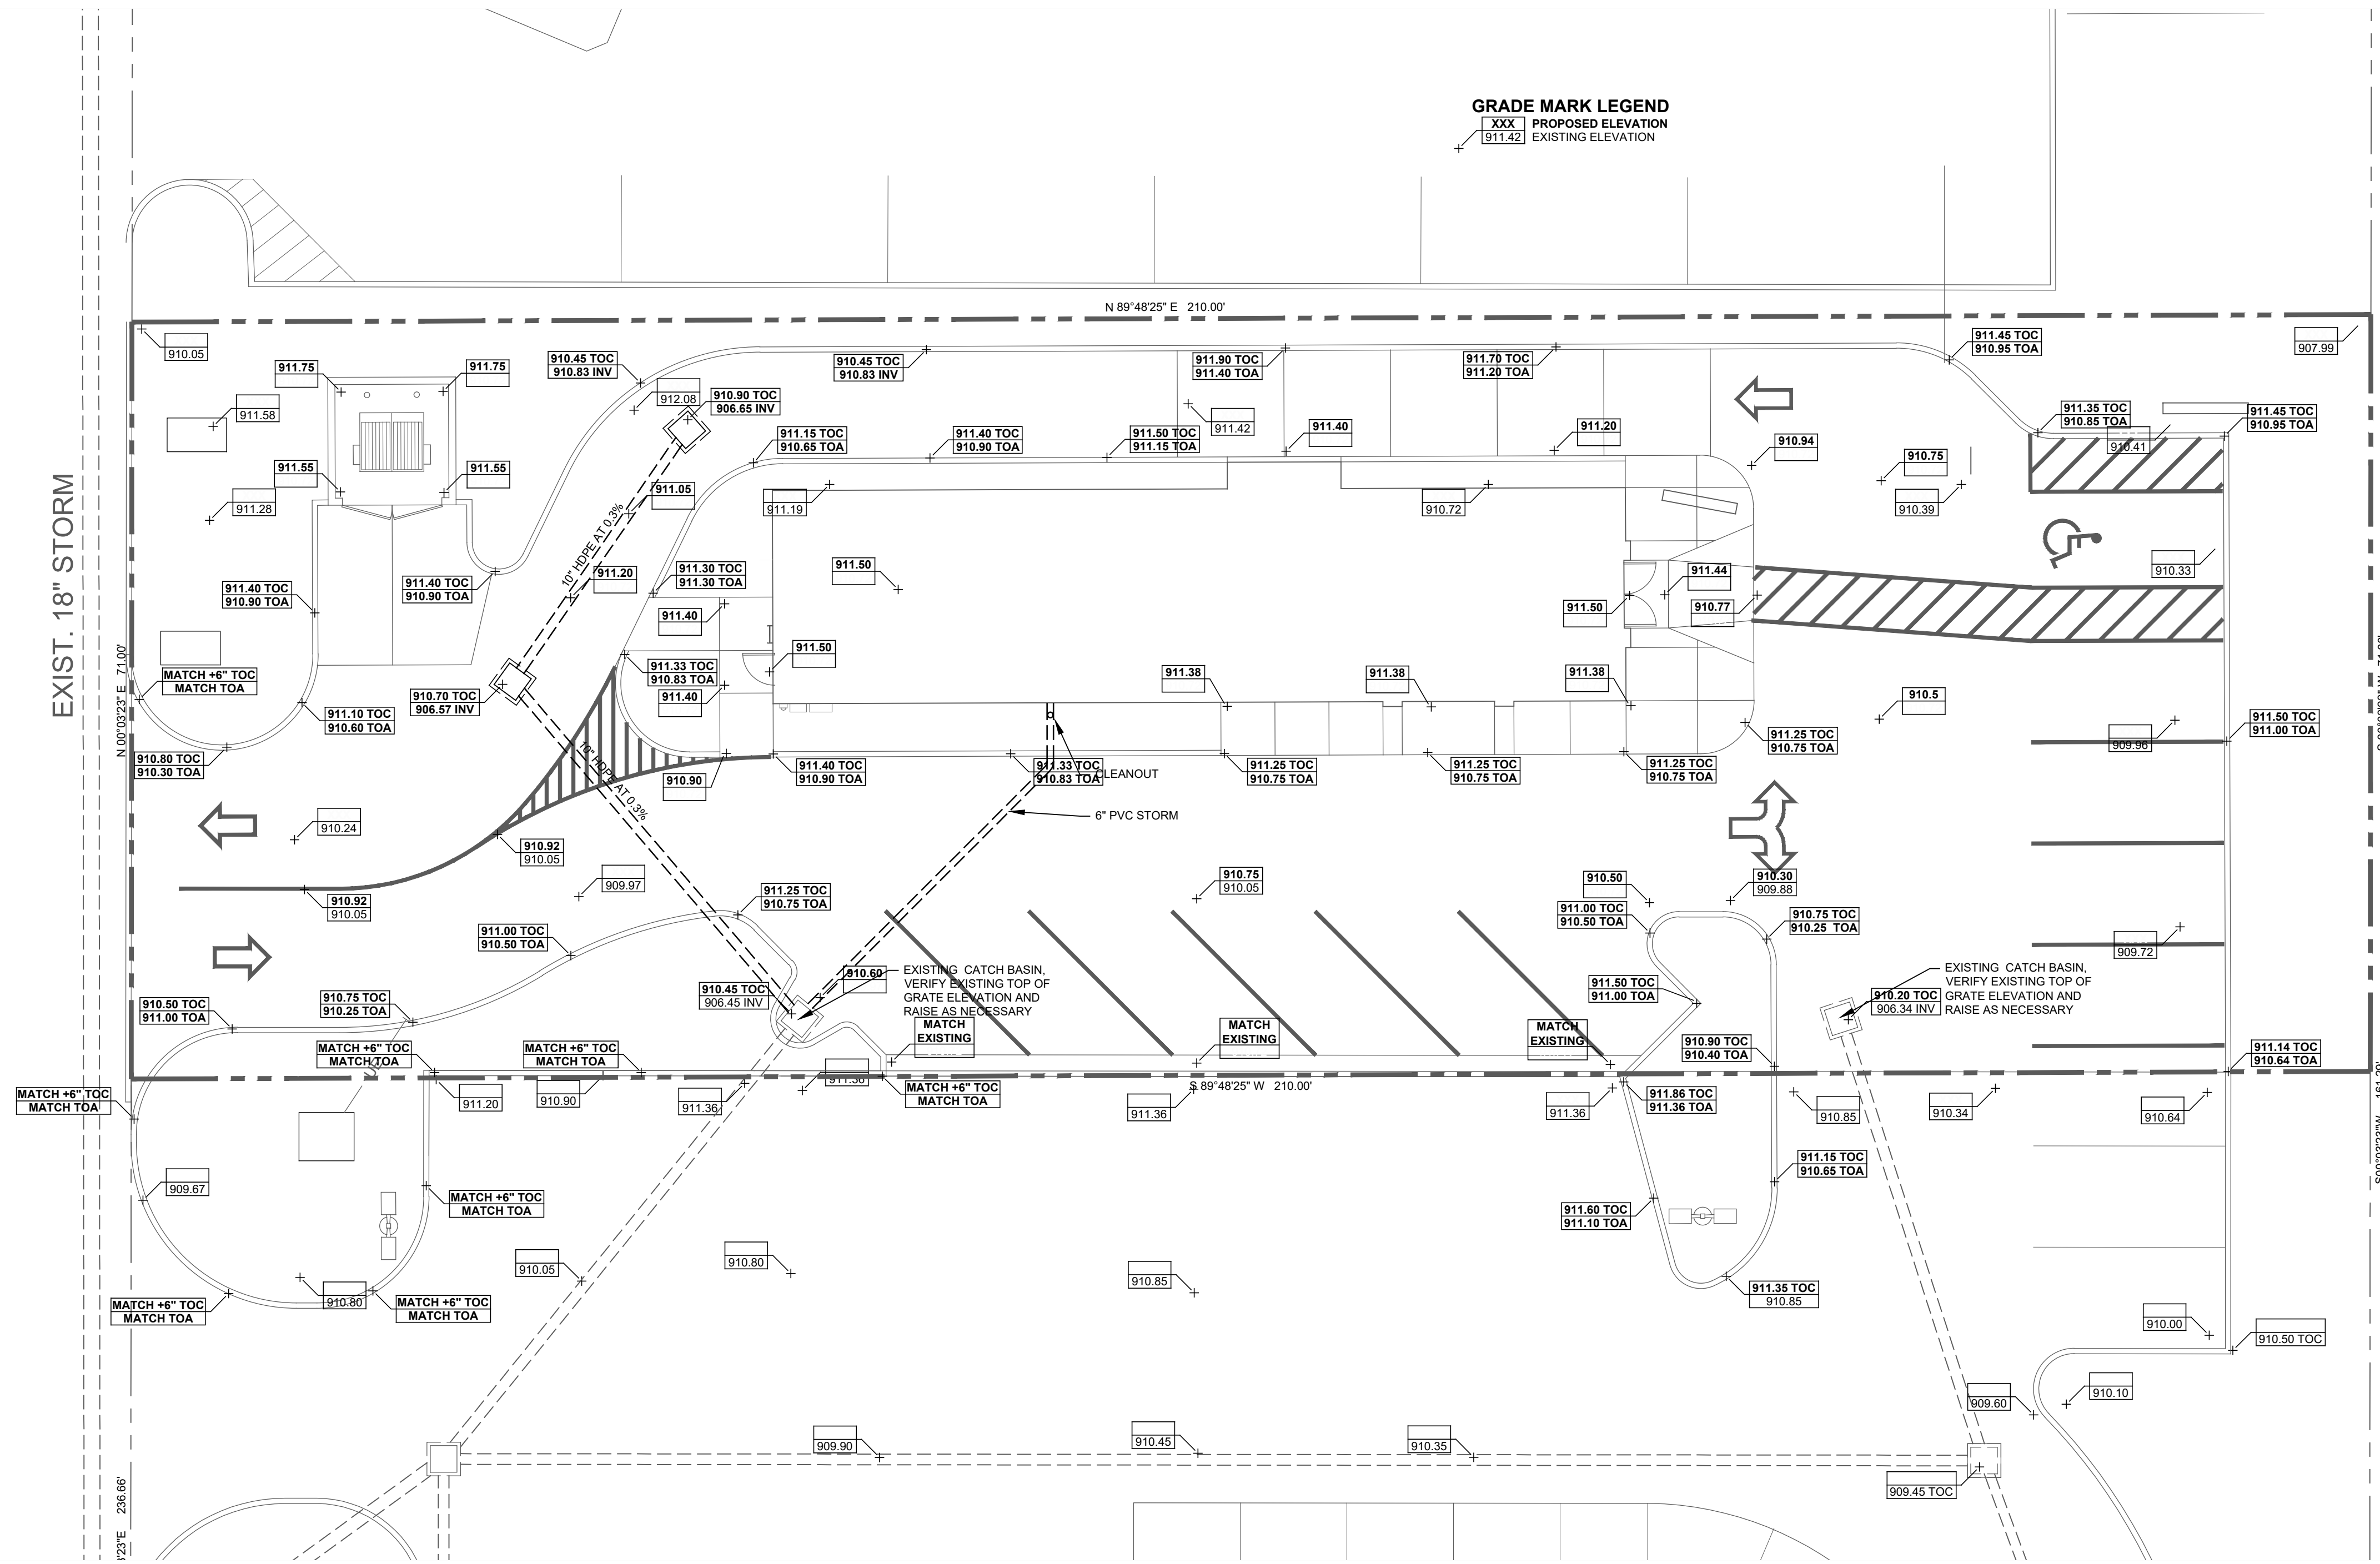 GRADE MARK LEGEND
XXX PROPOSED ELEVATION
911.42 EXISTING ELEVATION
N 89°48'25" E 210.00'
910.05
911.75
911.75
910.45 TOC
910.83 INV
912.08
910.90 TOC
906.65 INV
910.45 TOC
910.83 INV
911.90 TOC
911.40 TOA
911.70 TOC
911.20 TOA
911.45 TOC
910.95 TOA
907.99
911.58
911.15 TOC
910.65 TOA
911.40 TOC
910.90 TOA
911.50 TOC
911.15 TOA
911.42
911.40
911.20
910.94
911.35 TOC
910.85 TOA
910.41
911.45 TOC
910.95 TOA
911.55
911.55
911.28
911.05
911.19
910.72
910.75
910.39
EXIST. 18" STORM
10" HDPE AT 0.3%
911.40 TOC
910.90 TOA
911.40 TOC
910.90 TOA
911.20
911.30 TOC
911.30 TOA
911.50
911.44
910.33
911.40
911.50
910.77
N 00°03'23" E 71.00'
MATCH +6" TOC
MATCH TOA
911.50
911.33 TOC
910.83 TOA
911.40
911.38
911.38
911.38
910.70 TOC
906.57 INV
910.5
911.10 TOC
910.60 TOA
911.25 TOC
910.75 TOA
909.96
911.50 TOC
911.00 TOA
910.80 TOC
910.30 TOA
10" HDPE AT 0.3%
910.90
911.40 TOC
910.90 TOA
911.33 TOC
910.83 TOA
CLEANOUT
911.25 TOC
910.75 TOA
911.25 TOC
910.75 TOA
911.25 TOC
910.75 TOA
6" PVC STORM
910.24
910.92
910.05
909.97
910.92
910.05
911.25 TOC
910.75 TOA
910.75
910.05
910.50
910.30
909.88
911.00 TOC
910.50 TOA
911.00 TOC
910.50 TOA
910.75 TOC
910.25 TOA
909.72
910.60
EXISTING CATCH BASIN,
VERIFY EXISTING TOP OF
GRATE ELEVATION AND
RAISE AS NECESSARY
910.45 TOC
906.45 INV
911.50 TOC
911.00 TOA
EXISTING CATCH BASIN,
VERIFY EXISTING TOP OF
GRATE ELEVATION AND
RAISE AS NECESSARY
910.20 TOC
906.34 INV
910.50 TOC
911.00 TOA
910.75 TOC
910.25 TOA
MATCH
EXISTING
MATCH
EXISTING
MATCH
EXISTING
910.90 TOC
910.40 TOA
911.14 TOC
910.64 TOA
MATCH +6" TOC
MATCH TOA
MATCH +6" TOC
MATCH TOA
911.36
S 89°48'25" W 210.00'
MATCH +6" TOC
MATCH TOA
MATCH +6" TOC
MATCH TOA
911.20
910.90
911.36
911.36
911.36
911.86 TOC
911.36 TOA
910.85
910.34
910.64
909.67
MATCH +6" TOC
MATCH TOA
911.15 TOC
910.65 TOA
911.60 TOC
911.10 TOA
910.05
910.80
910.85
911.35 TOC
910.85
MATCH +6" TOC
MATCH TOA
910.80
MATCH +6" TOC
MATCH TOA
910.00
910.50 TOC
910.10
909.60
909.90
910.45
910.35
909.45 TOC
236.66'